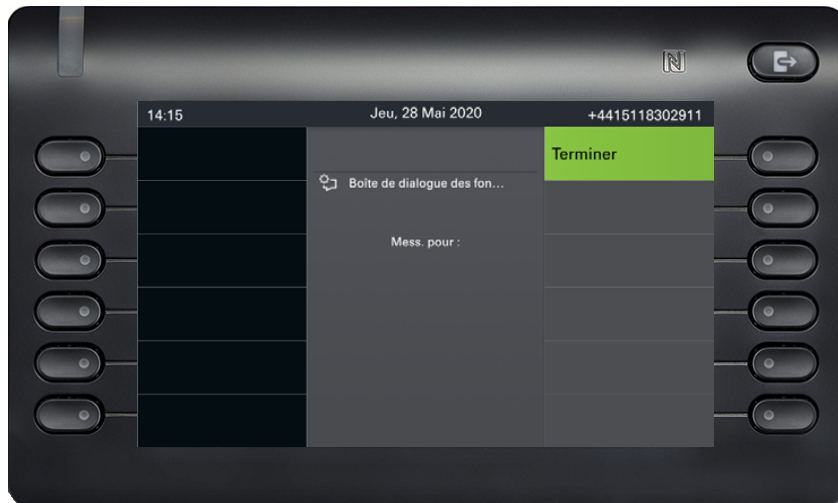 14:15
Jeu, 28 Mai 2020
+4415118302911
Terminer
Boîte de dialogue des fon...
Mess. pour :